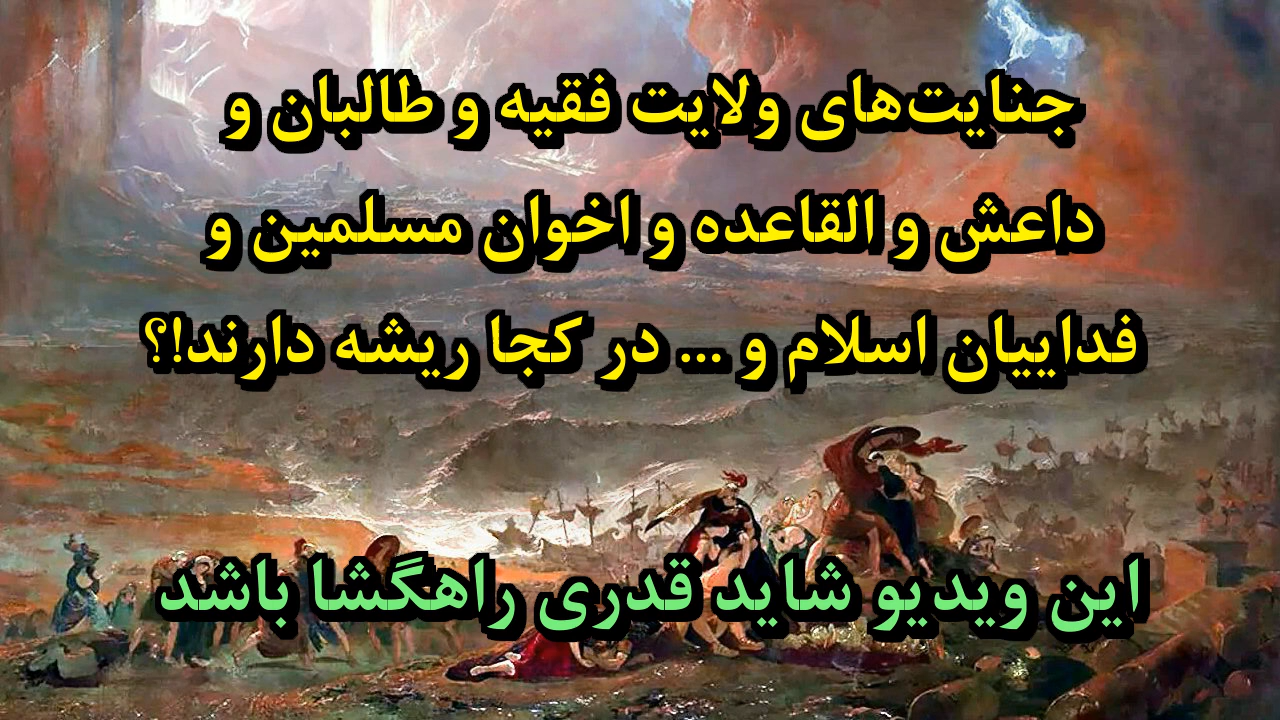 جنایت‌های ولایت فقیه و طالبان و
داعش و القاعده و اخوان مسلمین و
فداییان اسلام و ... در کجا ریشه دارند!؟
این ویدیو شاید قدری راهگشا باشد